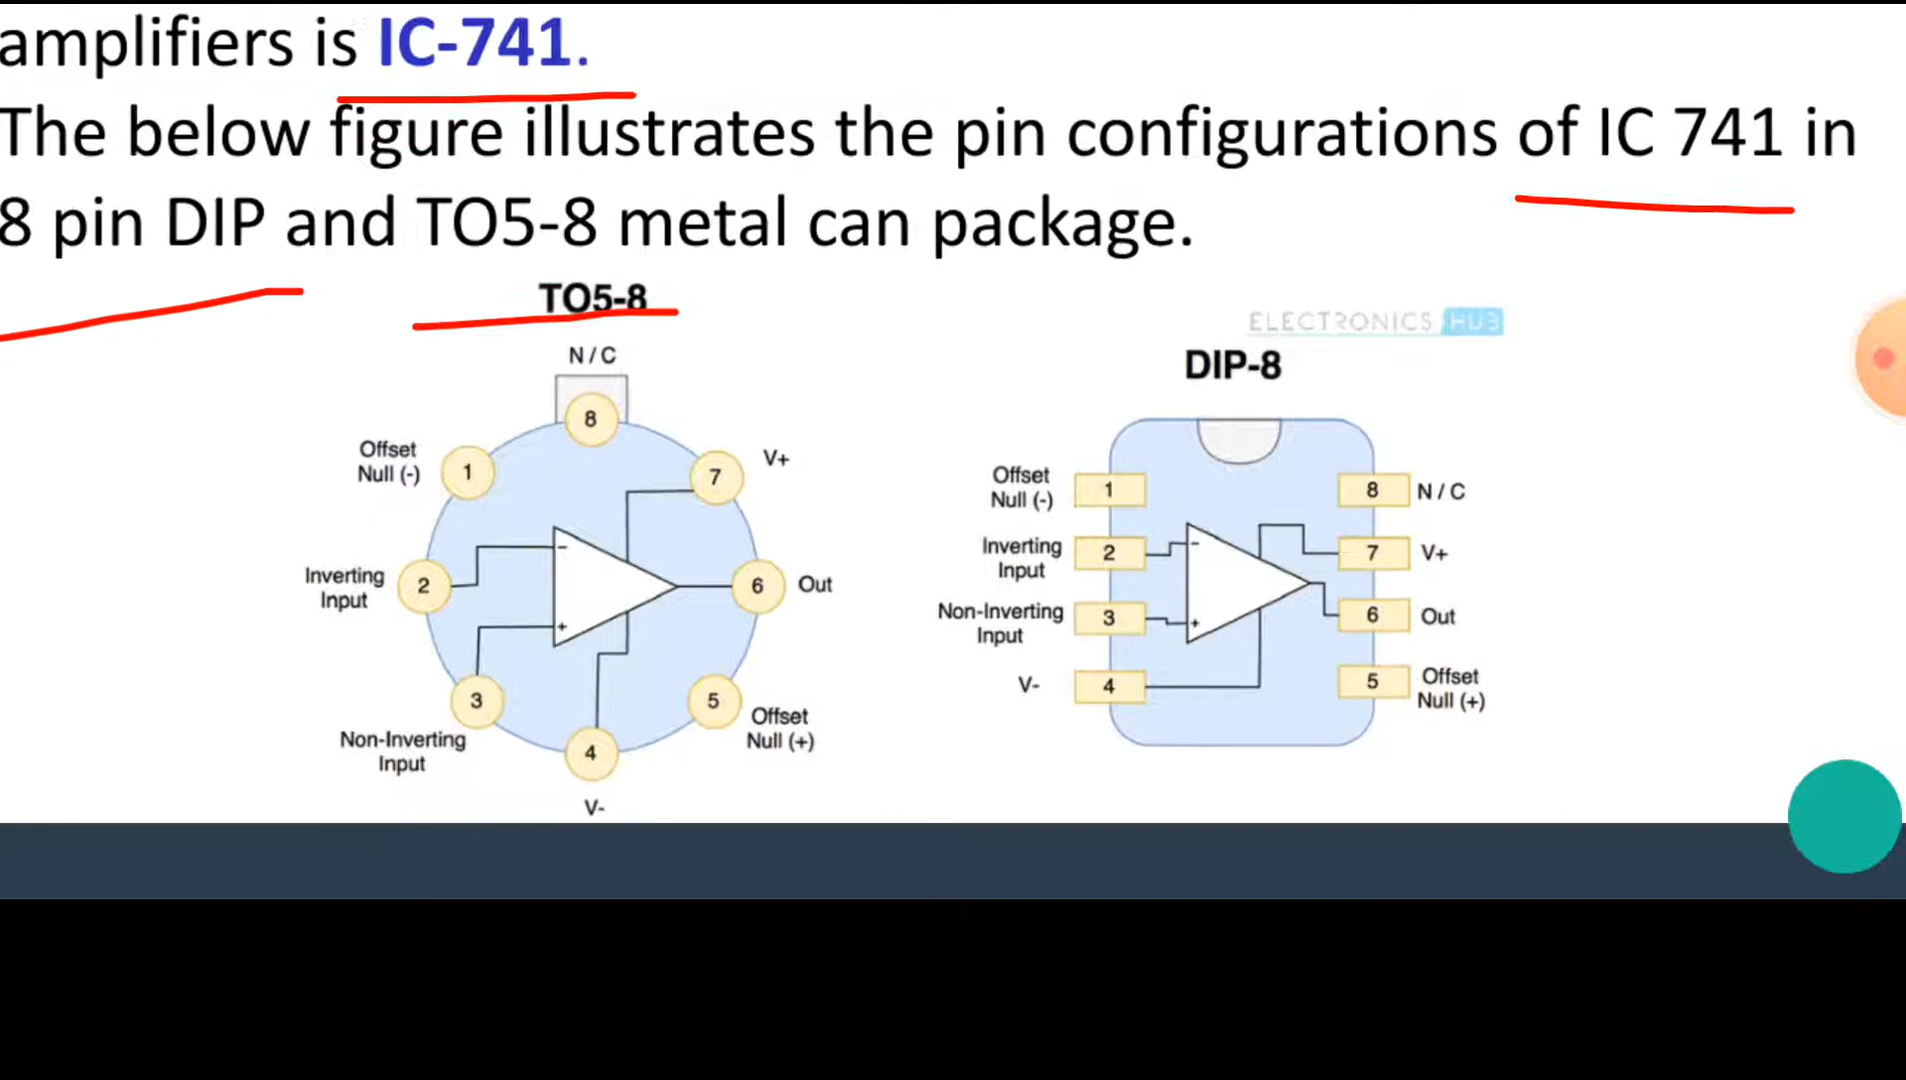 amplifiers is IC-741.
The below figure illustrates the pin configurations of IC 741 in
8 pin DIP and TO5-8 metal can package.
TO5-8
N / C
8
Offset
Null (-)
1
7
V+
-
Inverting
Input
2
6
Out
+
3
5
Non-Inverting
Input
Offset
Null (+)
4
V-
ELECTRONICS HUB
DIP-8
Offset
Null (-)
1
8
N / C
Inverting
Input
2
-
7
V+
Non-Inverting
Input
3
+
6
Out
V-
4
5
Offset
Null (+)